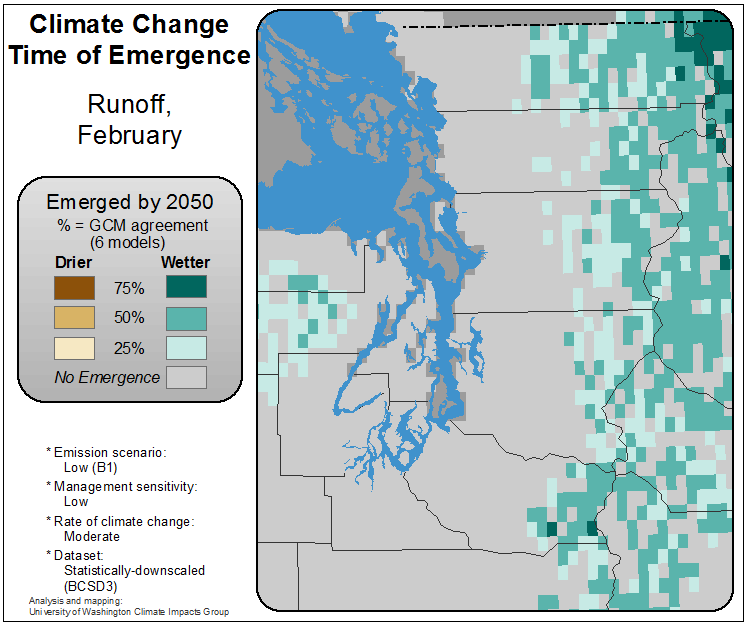 Climate Change
Time of Emergence
Runoff,
February
Emerged by 2050
% = GCM agreement
(6 models)
Drier Wetter
75%
50%
25%
No Emergence
* Emission scenario:
Low (B1)
* Management sensitivity:
Low
* Rate of climate change:
Moderate
* Dataset:
Statistically-downscaled
(BCSD3)
Analysis and mapping:
University of Washington Climate Impacts Group